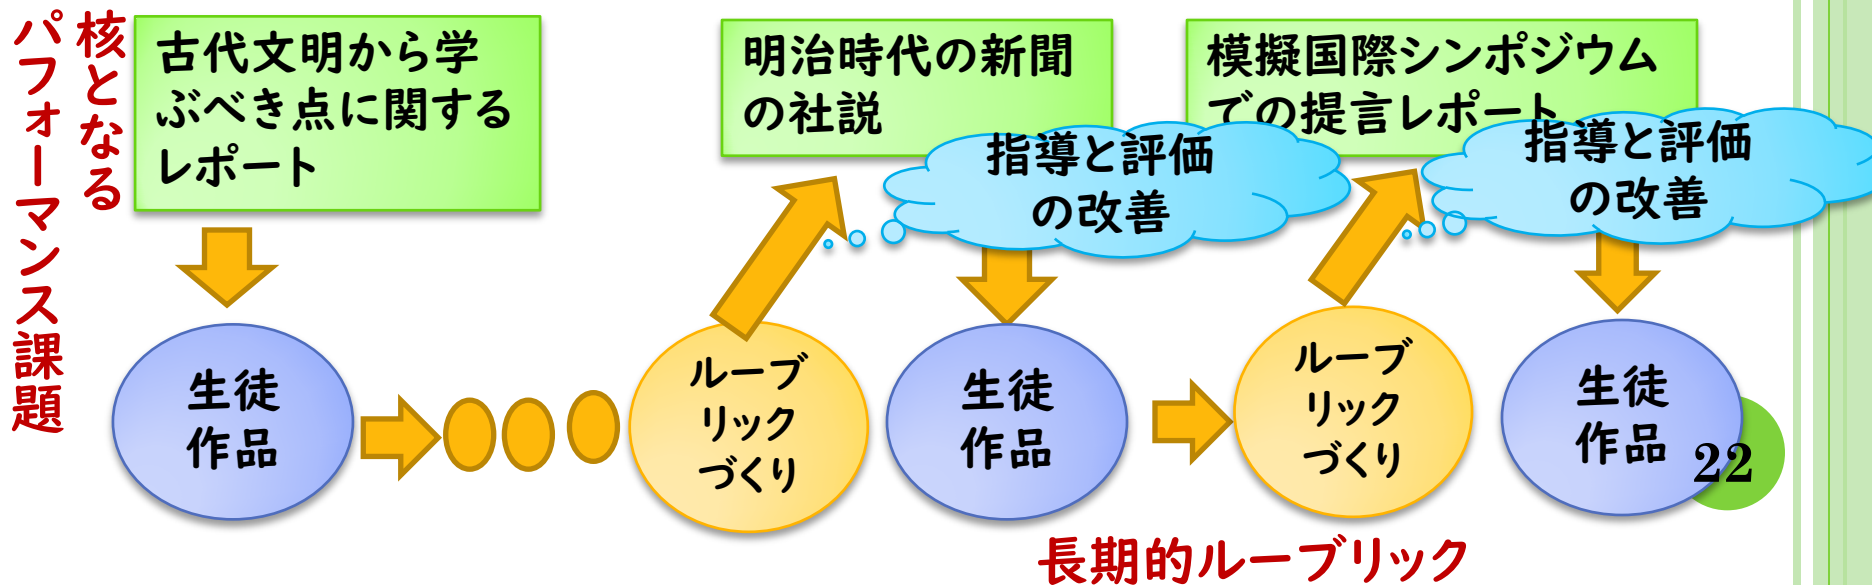 核となる
パフォーマンス課題
古代文明から学
ぶべき点に関する
レポート
明治時代の新聞
の社説
模擬国際シンポジウム
での提言レポート
指導と評価
の改善
指導と評価
の改善
生徒
作品
ルーブ
リック
づくり
生徒
作品
ルーブ
リック
づくり
生徒
作品
22
長期的ルーブリック